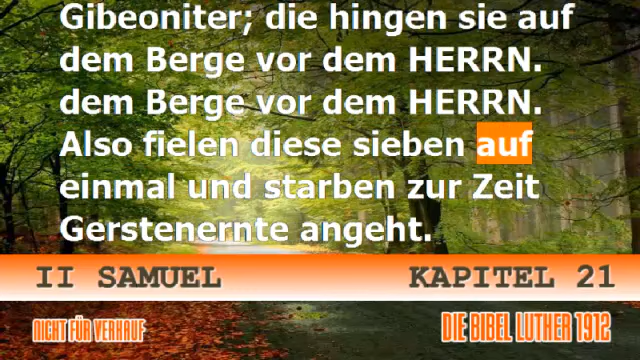 Gibeoniter; die hingen sie auf
dem Berge vor dem HERRN.
dem Berge vor dem HERRN.
Also fielen diese sieben auf
einmal und starben zur Zeit
Gerstenernte angeht.
II SAMUEL KAPITEL 21
NICHT FÜR VERKAUF DIE BIBEL LUTHER 1912